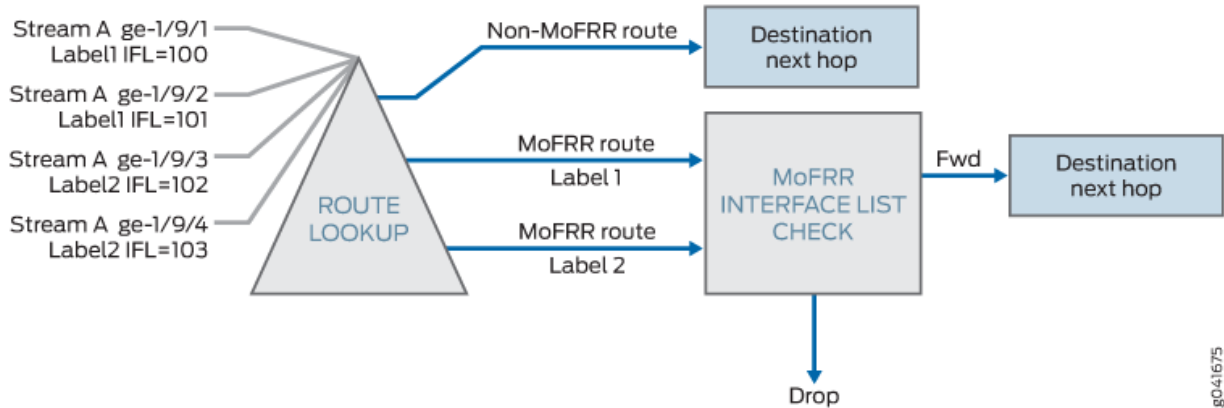 Stream A ge-1/9/1
Label1 IFL=100
Stream A ge-1/9/2
Label1 IFL=101
Stream A ge-1/9/3
Label2 IFL=102
Stream A ge-1/9/4
Label2 IFL=103
ROUTE
LOOKUP
Non-MoFRR route
Destination
next hop
MoFRR route
Label 1
MoFRR route
Label 2
MoFRR
INTERFACE LIST
CHECK
Fwd
Destination
next hop
Drop
g041675